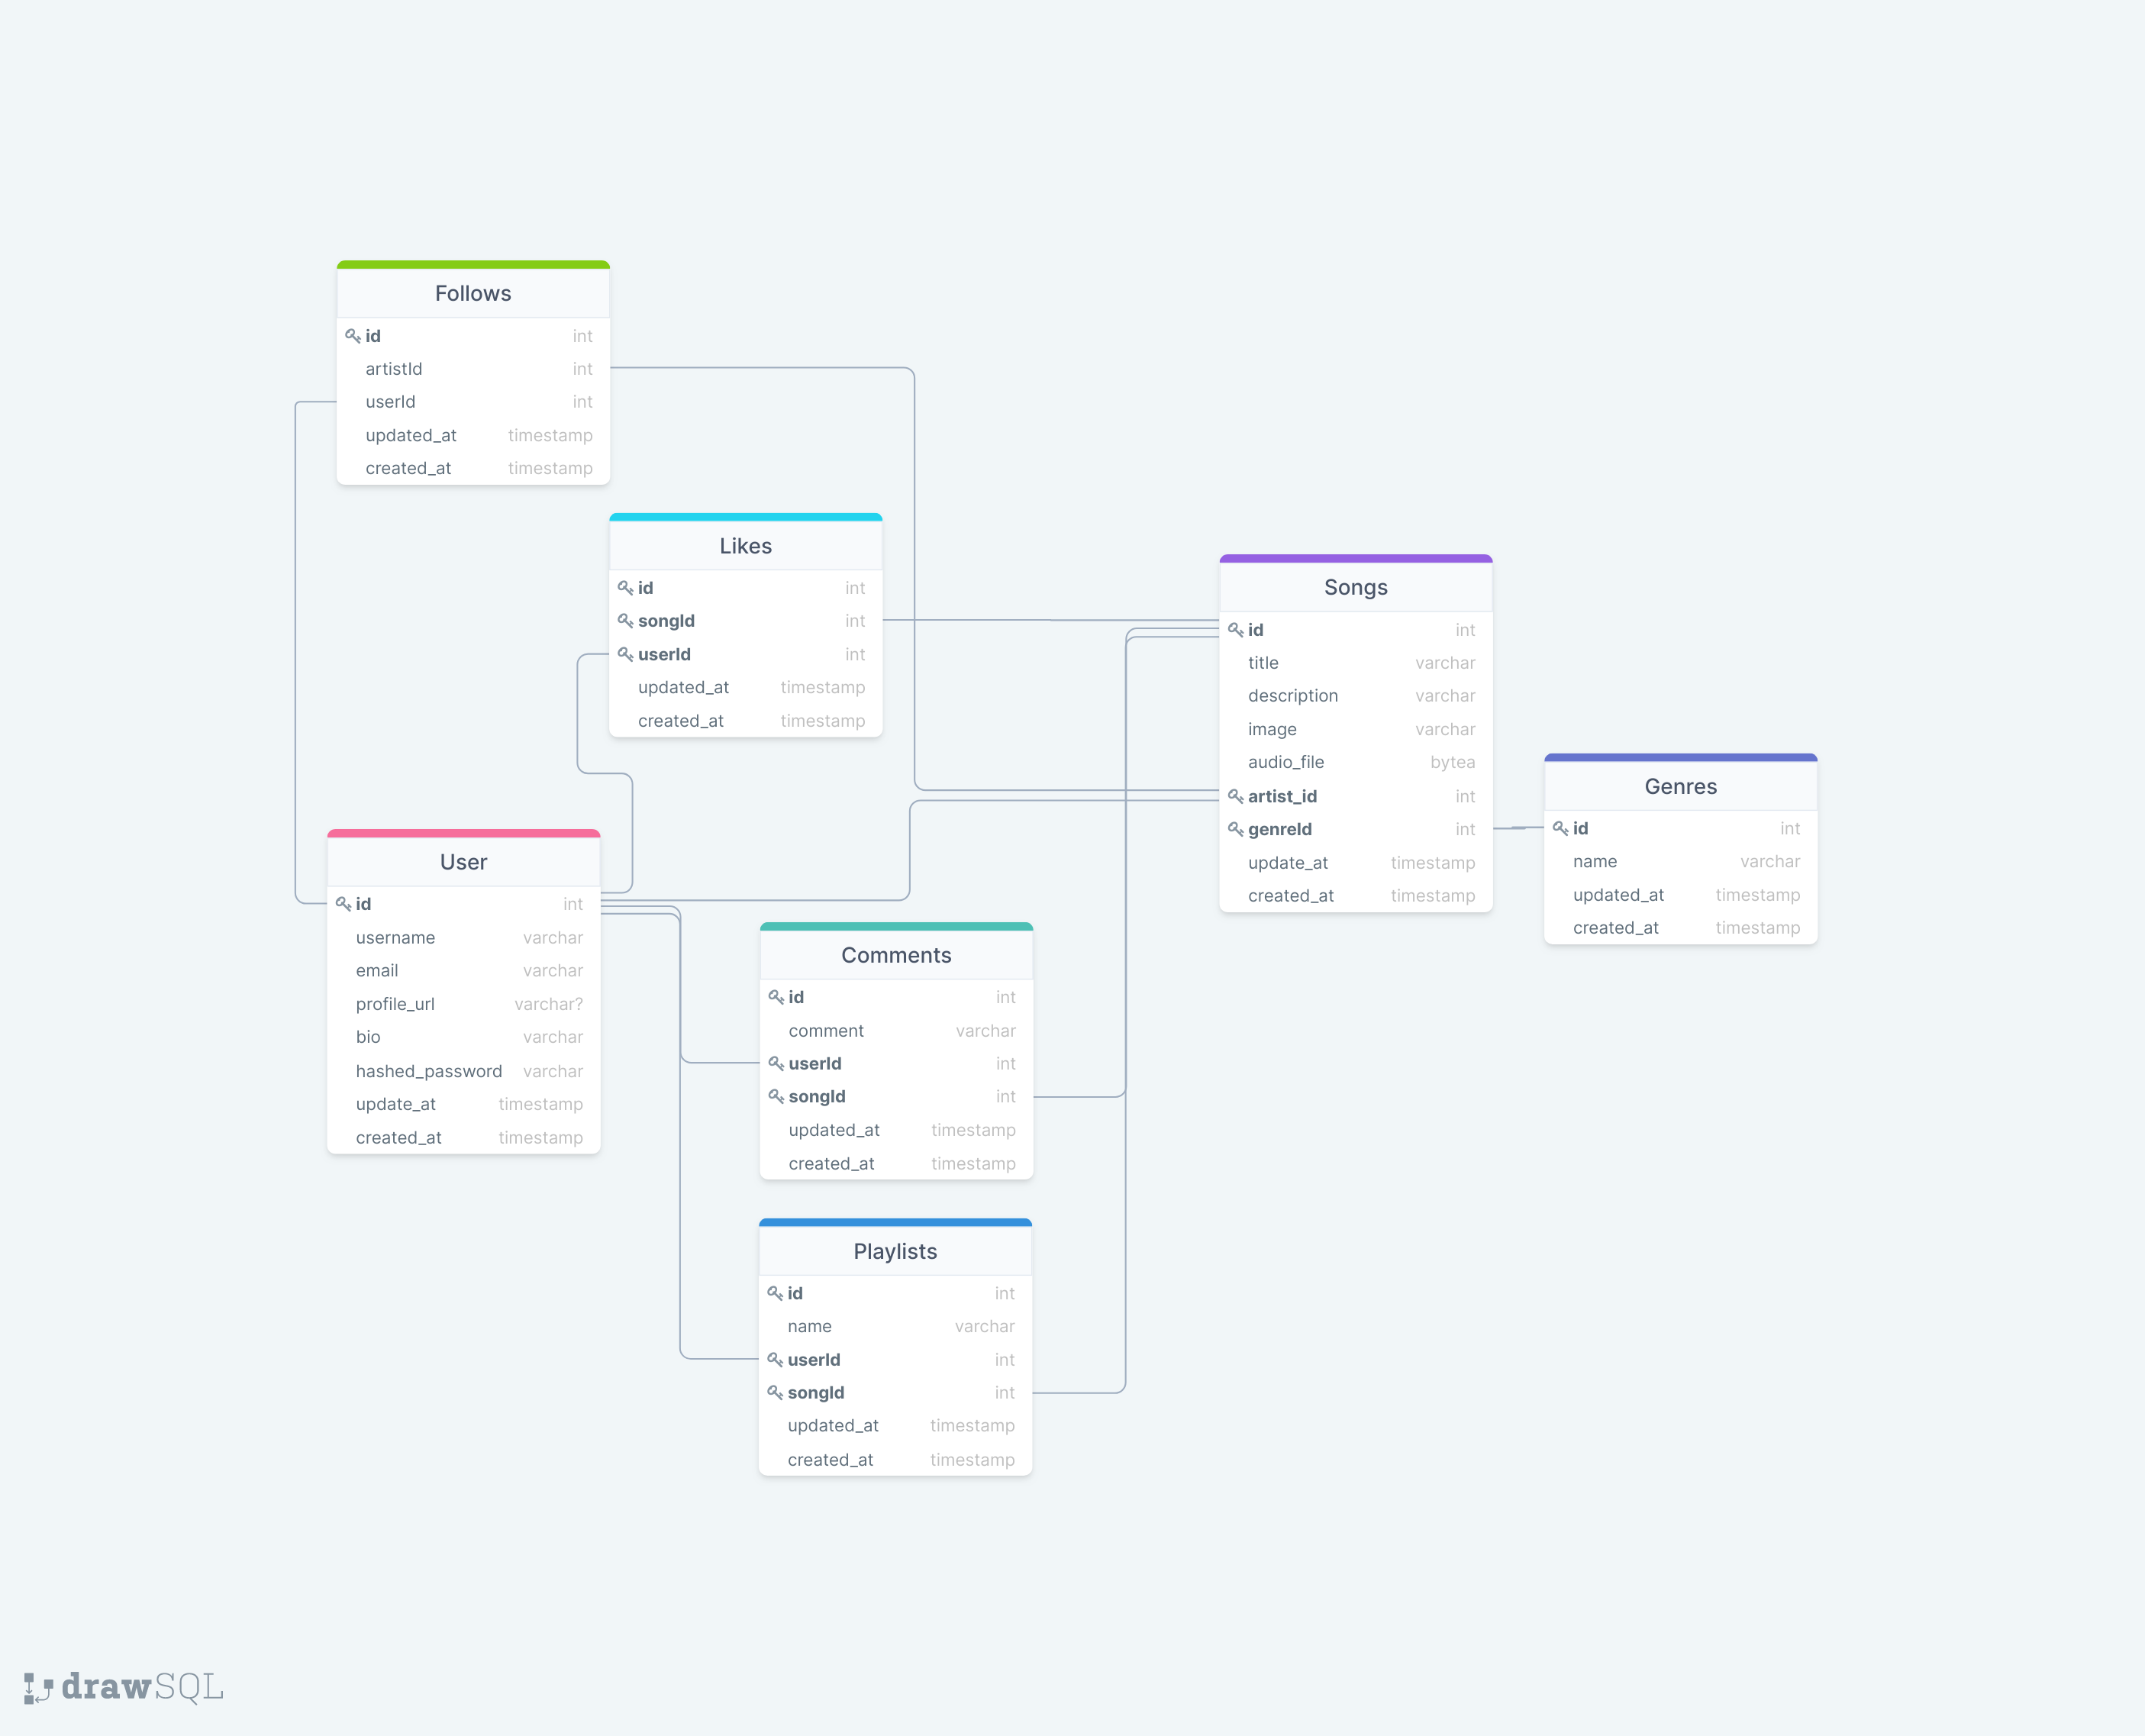 Follows
id int
artistId int
userId int
updated_at timestamp
created_at timestamp
Likes
id int
songId int
userId int
updated_at timestamp
created_at timestamp
Songs
id int
title varchar
description varchar
image varchar
audio_file bytea
artist_id int
genreId int
update_at timestamp
created_at timestamp
Genres
id int
name varchar
updated_at timestamp
created_at timestamp
User
id int
username varchar
email varchar
profile_url varchar?
bio varchar
hashed_password varchar
update_at timestamp
created_at timestamp
Comments
id int
comment varchar
userId int
songId int
updated_at timestamp
created_at timestamp
Playlists
id int
name varchar
userId int
songId int
updated_at timestamp
created_at timestamp
drawSQL